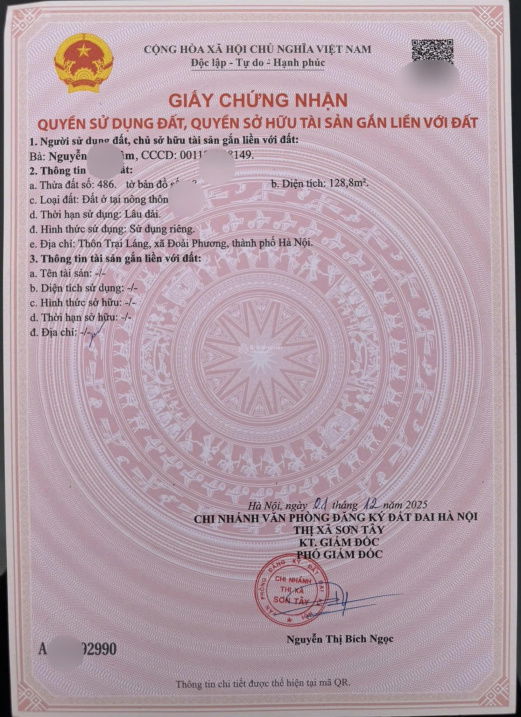 CỘNG HÒA XÃ HỘI CHỦ NGHĨA VIỆT NAM
Độc lập - Tự do - Hạnh phúc
GIẤY CHỨNG NHẬN
QUYỀN SỬ DỤNG ĐẤT, QUYỀN SỞ HỮU TÀI SẢN GẮN LIỀN VỚI ĐẤT
1. Người sử dụng đất, chủ sở hữu tài sản gắn liền với đất:
Bà: Nguyễn CCCD:
2. Thông tin
a. Thửa đất số: 486. tờ bản đồ b. Diện tích: 128,8m².
c. Loại đất: Đất ở tại nông thôn
d. Thời hạn sử dụng: Lâu dài.
đ. Hình thức sử dụng: Sử dụng riêng.
e. Địa chỉ: Thôn Trại Láng, xã Đoài Phương, thành phố Hà Nội.
3. Thông tin tài sản gắn liền với đất:
a. Tên tài sản: -/-
b. Diện tích sử dụng: -/-
c. Hình thức sở hữu: -/-
d. Thời hạn sở hữu: -/-
đ. Địa chỉ: -/-
Hà Nội, ngày 01 tháng 12 năm 2025
CHI NHÁNH VĂN PHÒNG ĐĂNG KÝ ĐẤT ĐAI HÀ NỘI
THỊ XÃ SƠN TÂY
KT. GIÁM ĐỐC
PHÓ GIÁM ĐỐC
CHI NHÁNH
THỊ XÃ
SƠN TÂY
Nguyễn Thị Bích Ngọc
Thông tin chi tiết được thể hiện tại mã QR.